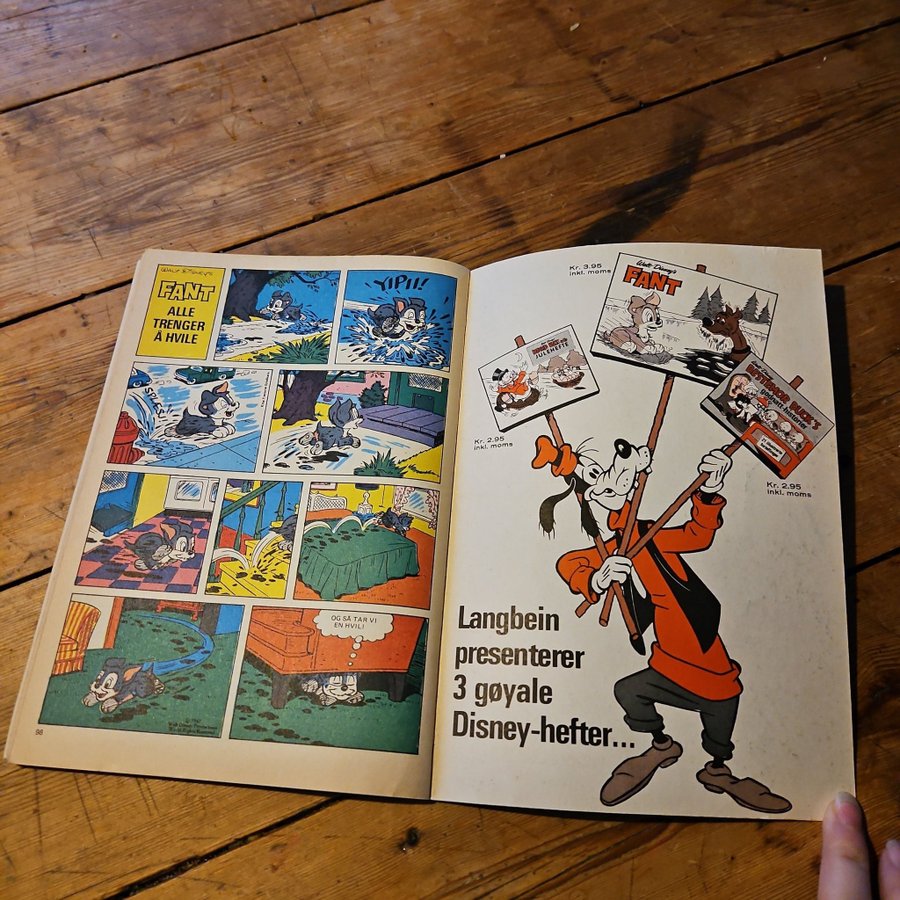 WALT DISNEY'S
FANT
ALLE
TRENGER
Å HVILE
YIPII!
OG SÅ TAR VI
EN HVIL!
98
Kr. 3.95
inkl. moms
Walt Disney's
FANT
JULEHEFTE
Kr. 2.95
inkl. moms
Kr. 2.95
inkl. moms
Langbein
presenterer
3 gøyale
Disney-hefter...